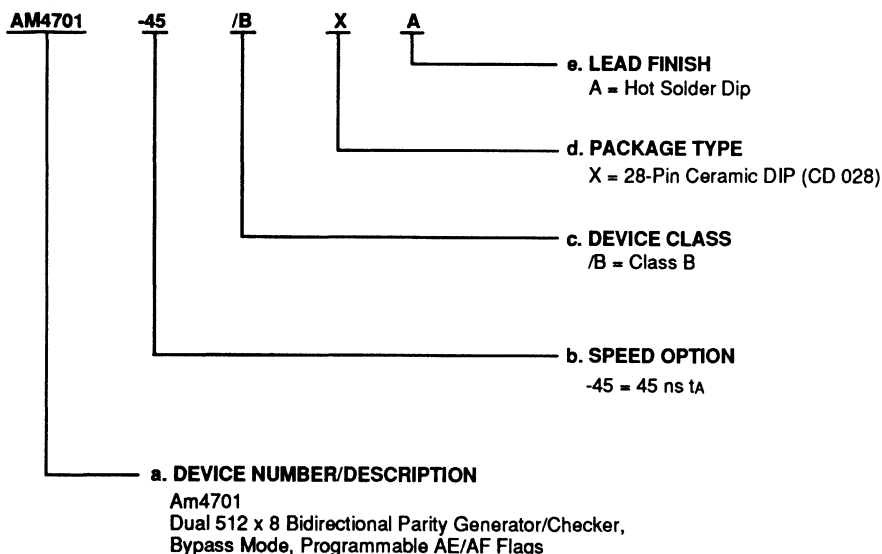 AM4701 -45 /B X A
e. LEAD FINISH
A = Hot Solder Dip
d. PACKAGE TYPE
X = 28-Pin Ceramic DIP (CD 028)
c. DEVICE CLASS
/B = Class B
b. SPEED OPTION
-45 = 45 ns tA
a. DEVICE NUMBER/DESCRIPTION
Am4701
Dual 512 x 8 Bidirectional Parity Generator/Checker,
Bypass Mode, Programmable AE/AF Flags